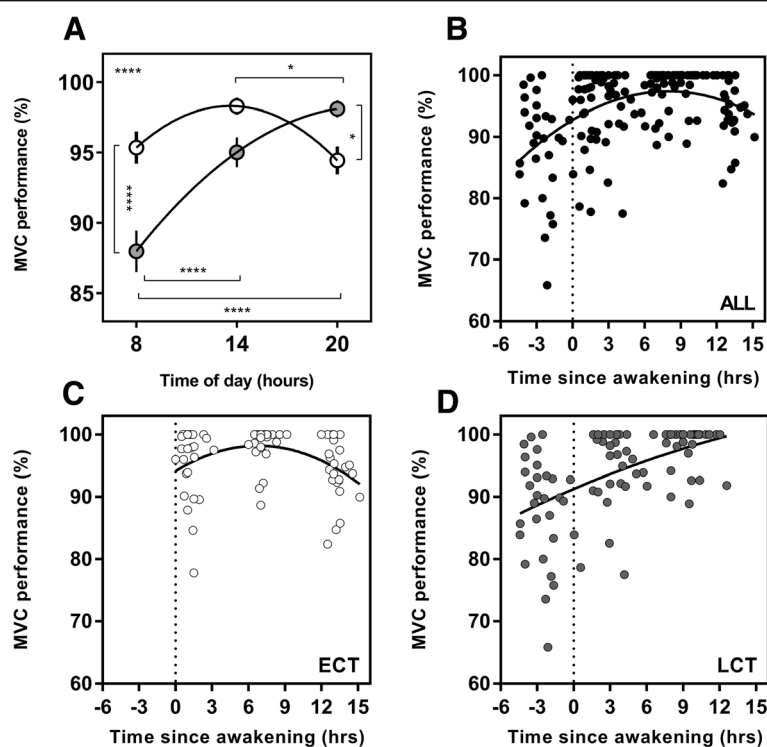 A
MVC performance (%)
100
95
90
85
****
*
*
****
****
****
8 14 20
Time of day (hours)
B
MVC performance (%)
100
90
80
70
60
ALL
-6 -3 0 3 6 9 12 15
Time since awakening (hrs)
C
MVC performance (%)
100
90
80
70
60
ECT
-6 -3 0 3 6 9 12 15
Time since awakening (hrs)
D
MVC performance (%)
100
90
80
70
60
LCT
-6 -3 0 3 6 9 12 15
Time since awakening (hrs)